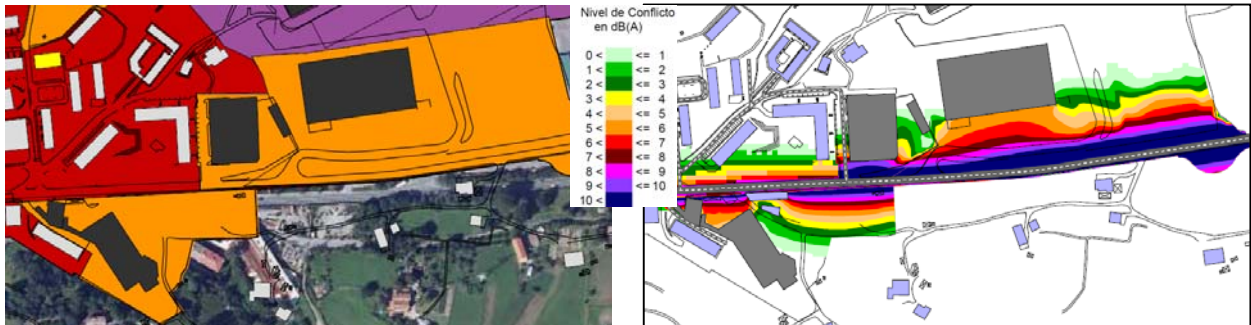 Nivel de Conflicto
en dB(A)
0 < <= 1
1 < <= 2
2 < <= 3
3 < <= 4
4 < <= 5
5 < <= 6
6 < <= 7
7 < <= 8
8 < <= 9
9 < <= 10
10 <